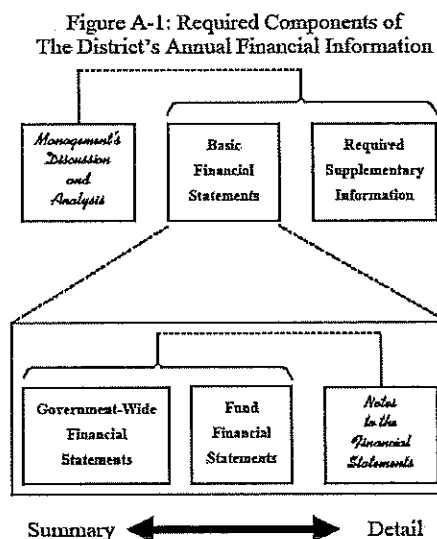 Figure A-1: Required Components of
The District's Annual Financial Information
Management's
Discussion
and
Analysis
Basic
Financial
Statements
Required
Supplementary
Information
Government-Wide
Financial
Statements
Fund
Financial
Statements
Notes
to the
Financial
Statements
Summary
Detail